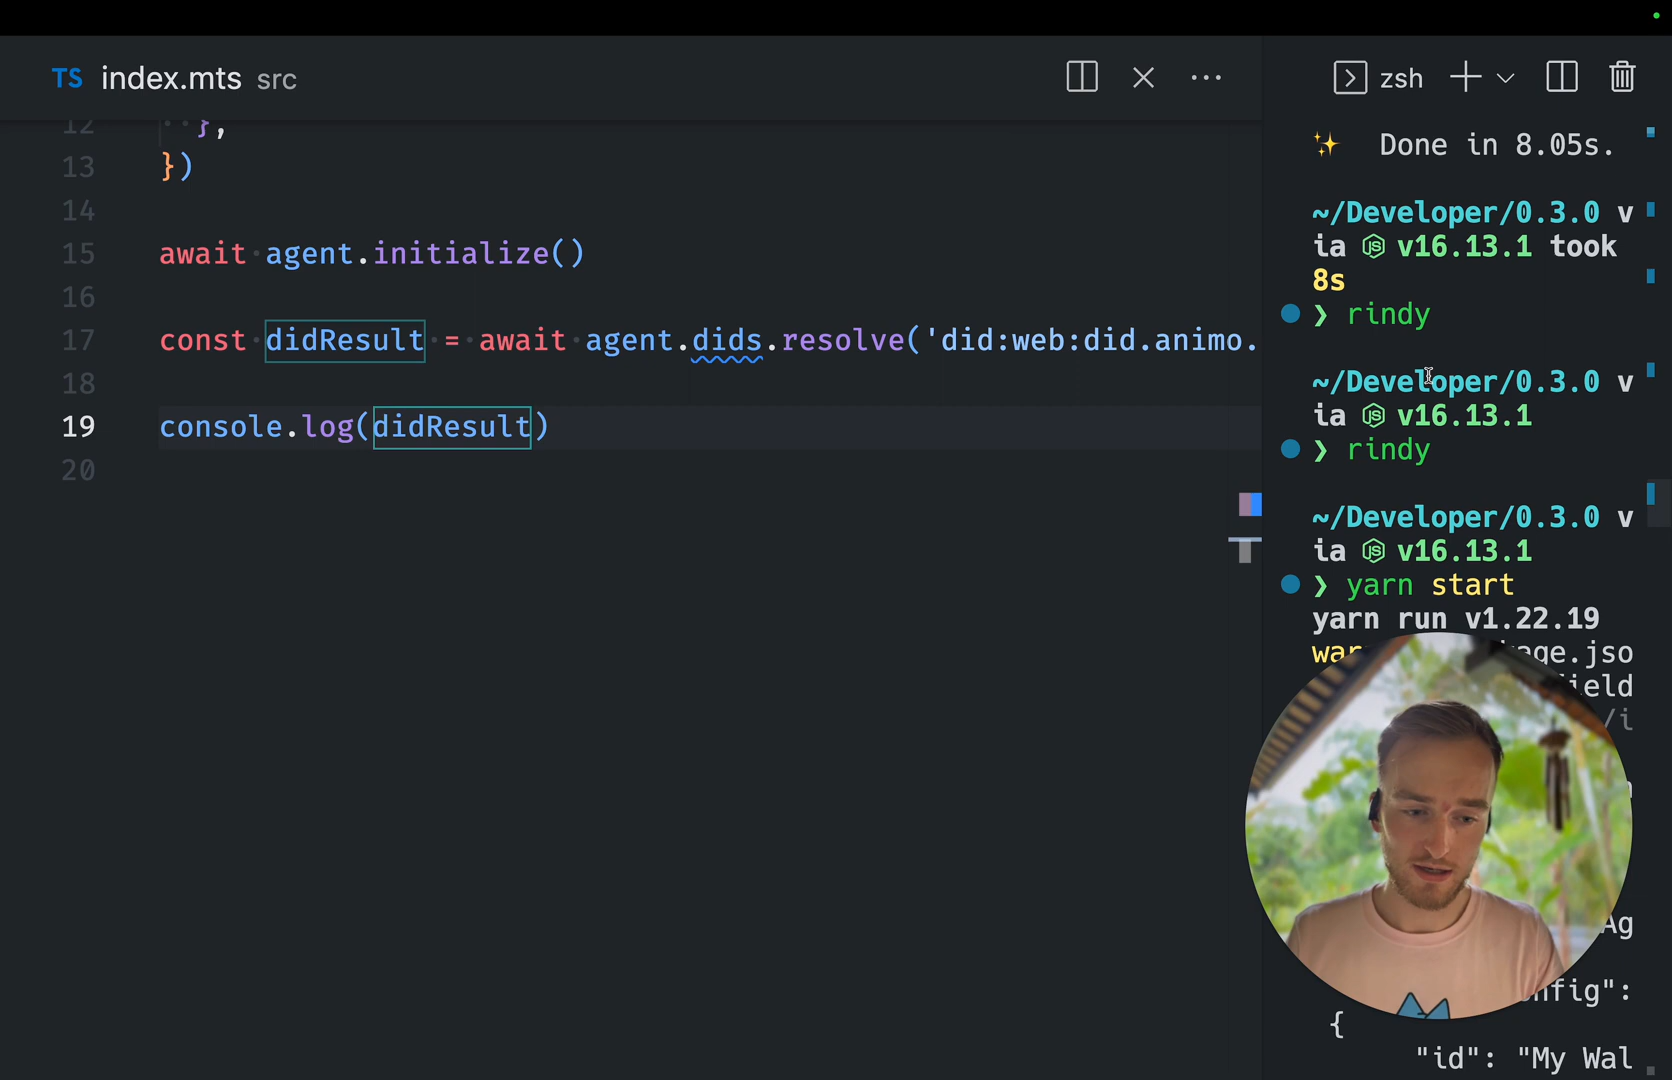 TS index.mts src
12 },
13 })
14
15 await agent.initialize()
16
17 const didResult = await agent.dids.resolve('did:web:did.animo.
18
19 console.log(didResult)
20
zsh
✨ Done in 8.05s.
~/Developer/0.3.0 v
ia v16.13.1 took
8s
❯ rindy
~/Developer/0.3.0 v
ia v16.13.1
❯ rindy
~/Developer/0.3.0 v
ia v16.13.1
❯ yarn start
yarn run v1.22.19
{
"id": "My Wal